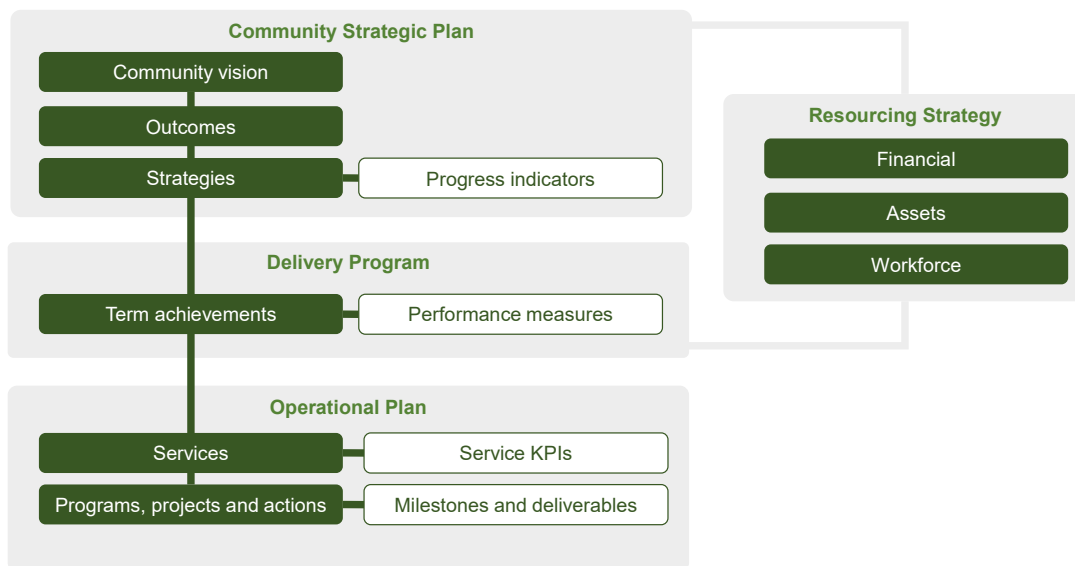 Community Strategic Plan
Community vision
Outcomes
Strategies
Progress indicators
Resourcing Strategy
Financial
Assets
Workforce
Delivery Program
Term achievements
Performance measures
Operational Plan
Services
Service KPIs
Programs, projects and actions
Milestones and deliverables